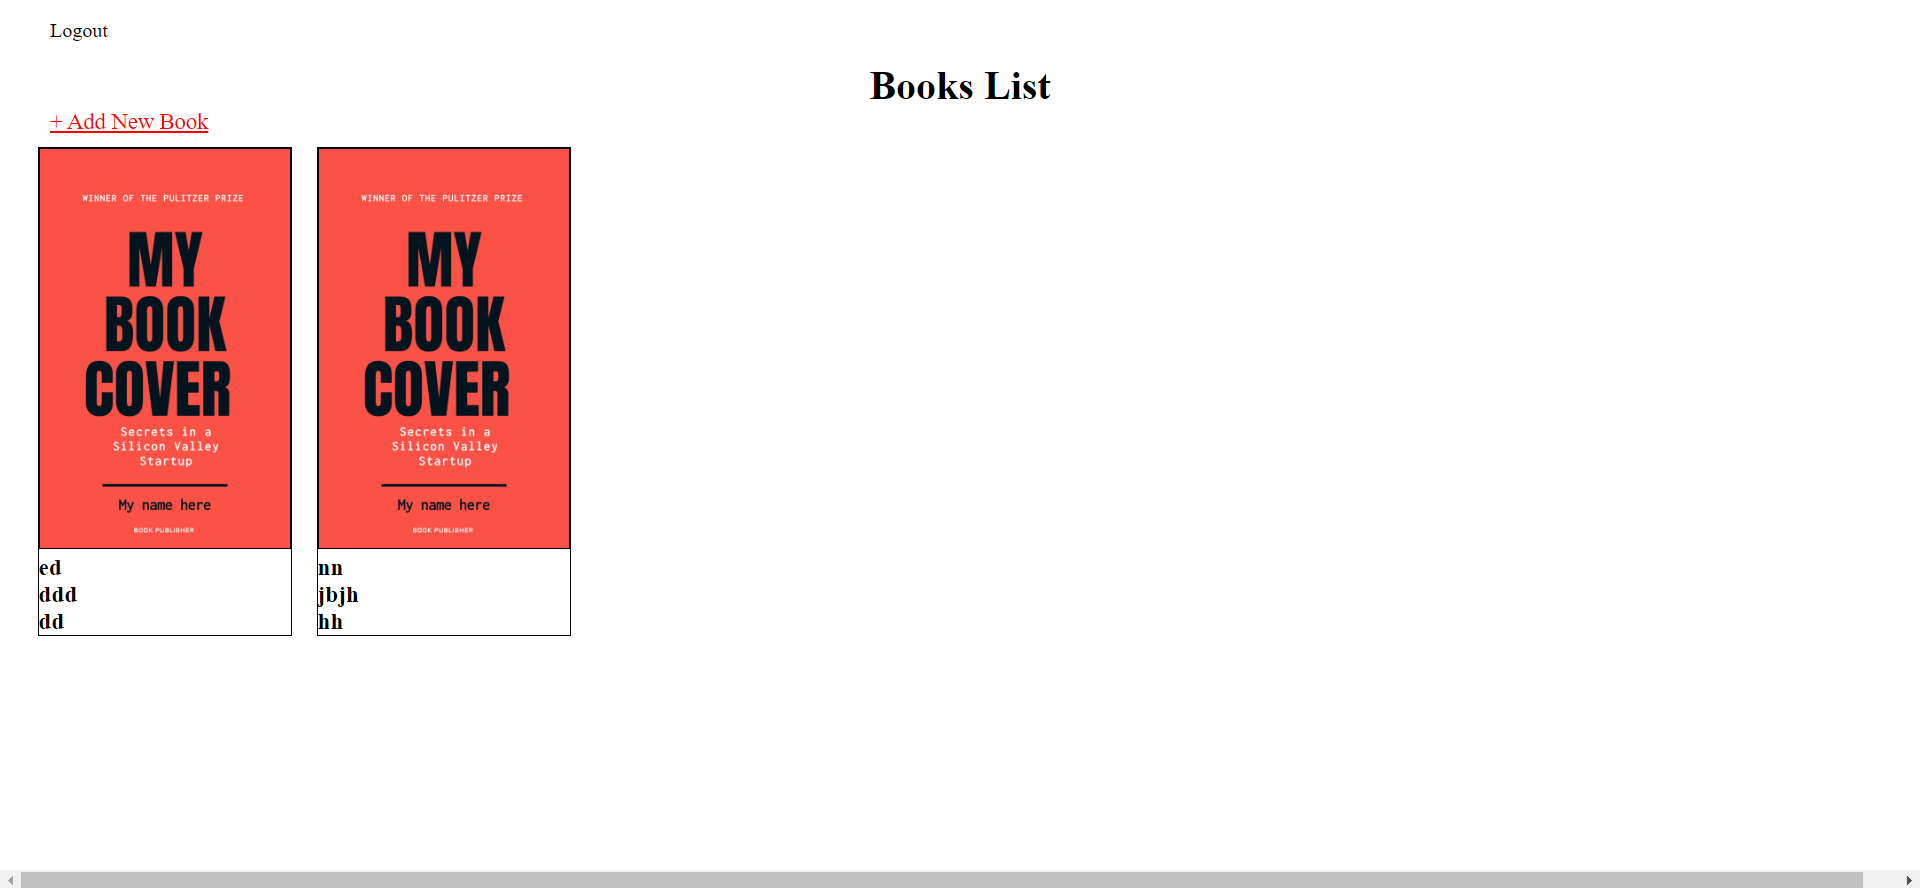 Logout
Books List
+ Add New Book
WINNER OF THE PULITZER PRIZE
MY
BOOK
COVER
Secrets in a
Silicon Valley
Startup
My name here
BOOK PUBLISHER
ed
ddd
dd
WINNER OF THE PULITZER PRIZE
MY
BOOK
COVER
Secrets in a
Silicon Valley
Startup
My name here
BOOK PUBLISHER
nn
jbjh
hh